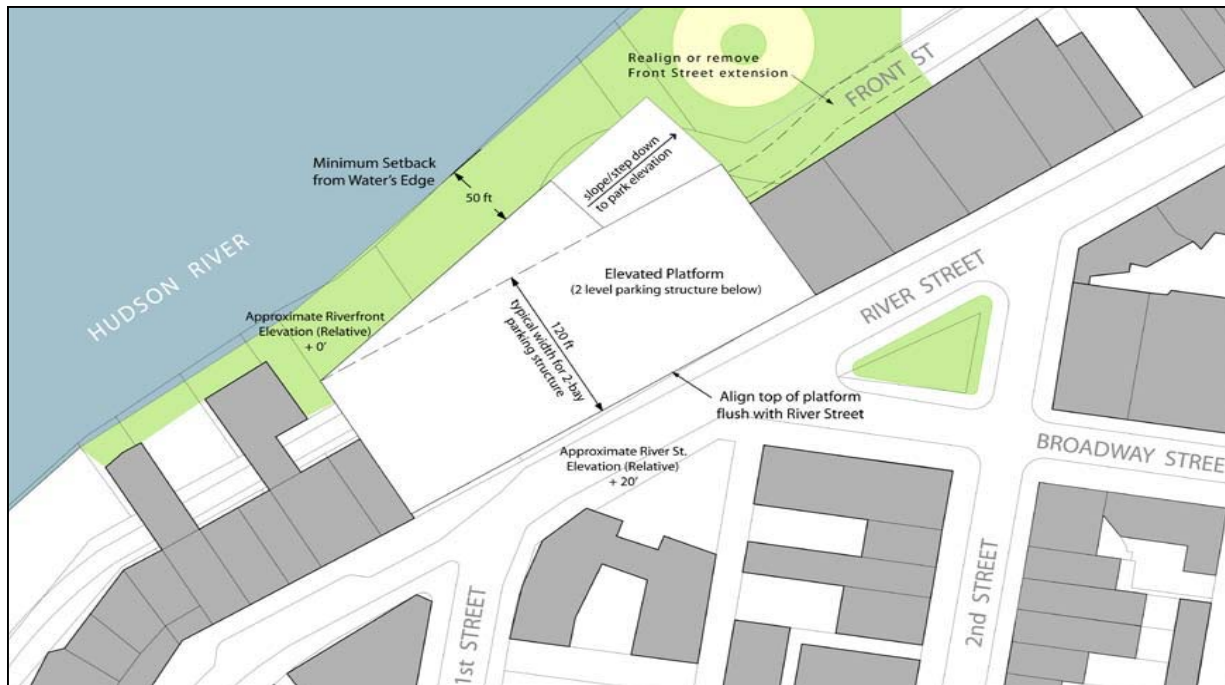 Realign or remove
Front Street extension
FRONT ST
Minimum Setback
from Water's Edge
50 ft
slope/step down
to park elevation
HUDSON RIVER
Elevated Platform
(2 level parking structure below)
RIVER STREET
Approximate Riverfront
Elevation (Relative)
+ 0'
120 ft
typical width for 2-bay
parking structure
Align top of platform
flush with River Street
Approximate River St.
Elevation (Relative)
+ 20'
BROADWAY STREET
1st STREET
2nd STREET